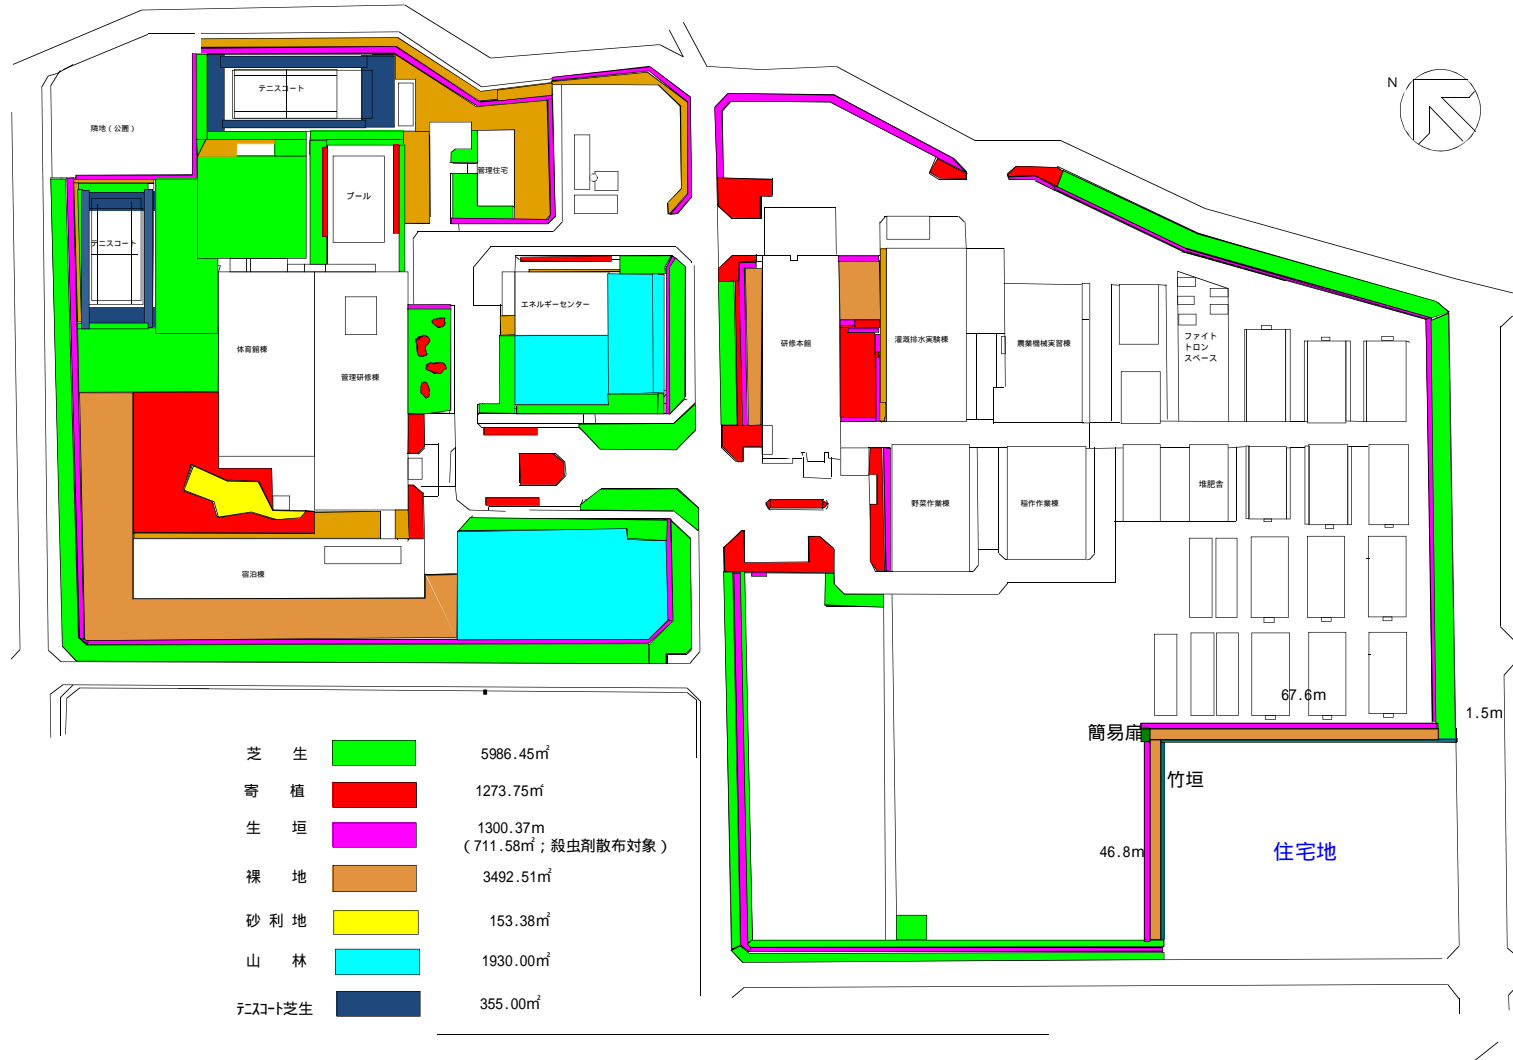 テニスコート
N
隣地（公園）
管理住宅
プール
テニスコート
エネルギーセンター
体育館棟
管理研修棟
研修本館
灌漑排水実験棟
農業機械実習棟
ファイト
トロン
スペース
野菜作業棟
稲作作業棟
堆肥舎
宿泊棟
67.6m
1.5m
簡易扉
竹垣
46.8m
住宅地
芝　生 5986.45㎡
寄　植 1273.75㎡
生　垣 1300.37m
（711.58㎡；殺虫剤散布対象）
裸　地 3492.51㎡
砂 利 地 153.38㎡
山　林 1930.00㎡
ﾃﾆｽｺｰﾄ芝生 355.00㎡